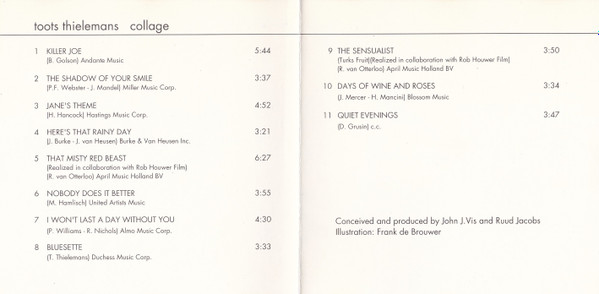 toots thielemans collage
1 KILLER JOE 5:44
(B. Golson) Andante Music
2 THE SHADOW OF YOUR SMILE 3:37
(P.F. Webster - J. Mandel) Miller Music Corp.
3 JANE'S THEME 4:52
(H. Hancock) Hastings Music Corp.
4 HERE'S THAT RAINY DAY 3:21
(J. Burke - J. van Heusen) Burke & Van Heusen Inc.
5 THAT MISTY RED BEAST 6:27
(Realized in collaboration with Rob Houwer Film)
(R. van Otterloo) April Music Holland BV
6 NOBODY DOES IT BETTER 3:55
(M. Hamlisch) United Artists Music
7 I WON'T LAST A DAY WITHOUT YOU 4:30
(P. Williams - R. Nichols) Almo Music Corp.
8 BLUESETTE 3:33
(T. Thielemans) Duchess Music Corp.
9 THE SENSUALIST 3:50
(Turks Fruit)(Realized in collaboration with Rob Houwer Film)
(R. van Otterloo) April Music Holland BV
10 DAYS OF WINE AND ROSES 3:34
(J. Mercer - H. Mancini) Blossom Music
11 QUIET EVENINGS 3:47
(D. Grusin) c.c.
Conceived and produced by John J.Vis and Ruud Jacobs
Illustration: Frank de Brouwer